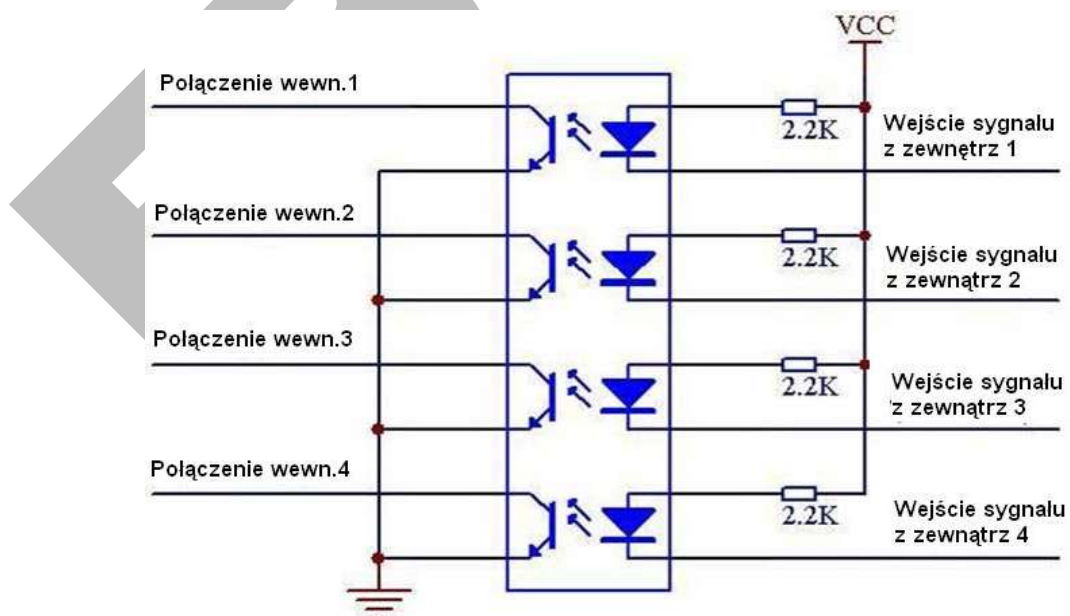 VCC
Połączenie wewn.1
2.2K
Wejście sygnału
z zewnętrz 1
Połączenie wewn.2
2.2K
Wejście sygnału
z zewnątrz 2
Połączenie wewn.3
2.2K
Wejście sygnału
z zewnątrz 3
Połączenie wewn.4
2.2K
Wejście sygnału
z zewnątrz 4